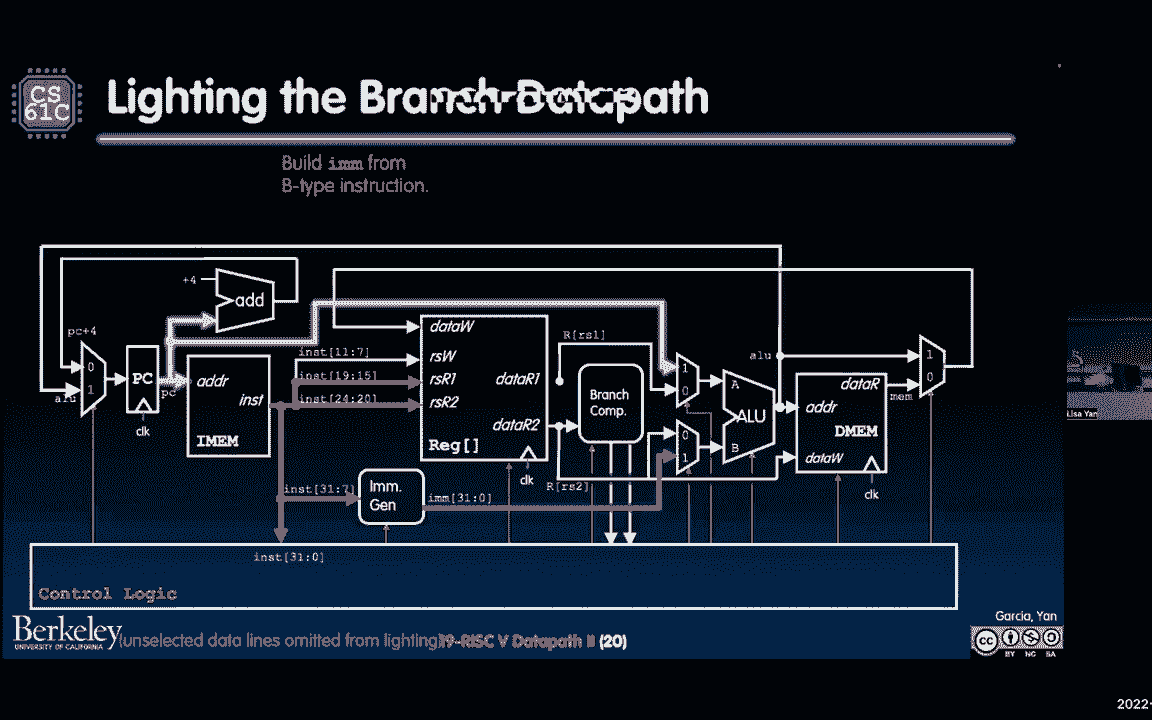 CS
61C
Lighting the Branch Datapath
Build imm from
B-type instruction.
+4
add
pc+4
0
1
alu
PC
pc
clk
addr
inst
IMEM
inst[11:7]
inst[19:15]
inst[24:20]
inst[31:7]
inst[31:0]
dataW
rsW
rsR1
rsR2
dataR1
dataR2
Reg[]
clk
Imm.
Gen
imm[31:0]
R[rs1]
R[rs2]
Branch
Comp.
1
0
0
1
A
ALU
B
alu
addr
dataR
DMEM
dataW
clk
mem
1
0
Control Logic
Berkeley
UNIVERSITY OF CALIFORNIA
(unselected data lines omitted from lighting)
19-RISC V Datapath II (20)
Garcia, Yan
cc
BY NC SA
Lisa Yan
2022-